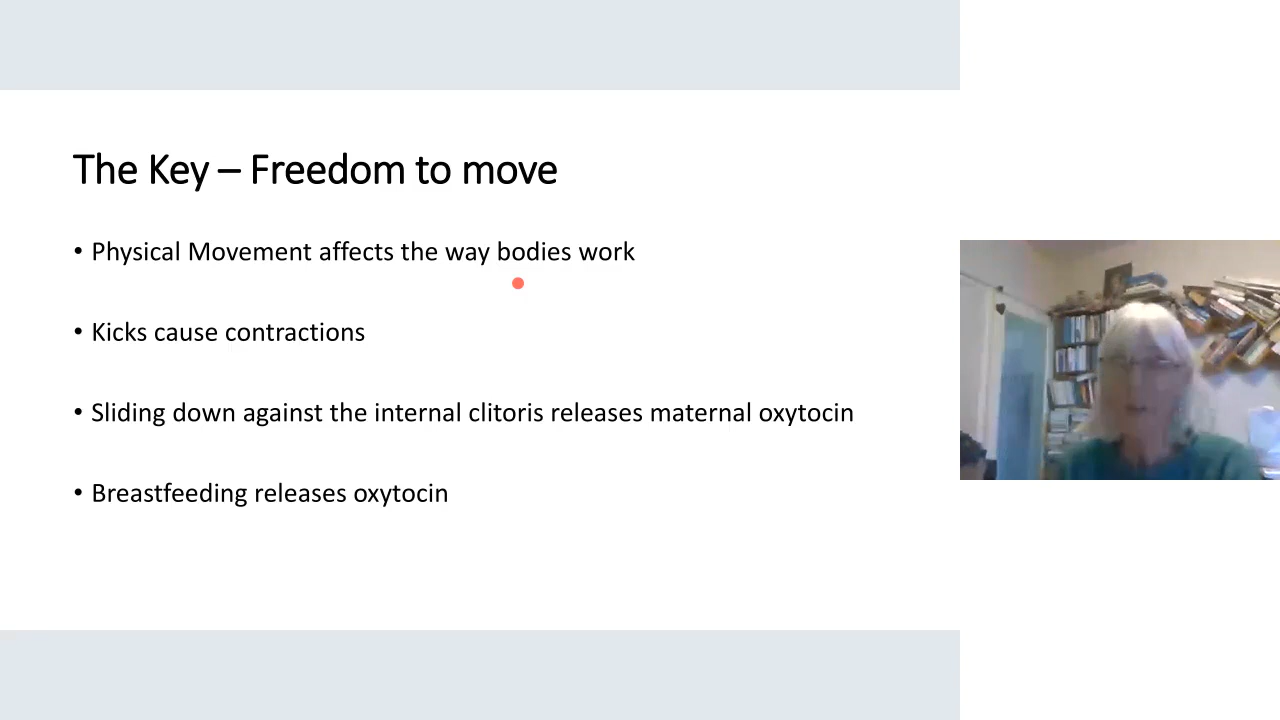 The Key – Freedom to move
• Physical Movement affects the way bodies work
• Kicks cause contractions
• Sliding down against the internal clitoris releases maternal oxytocin
• Breastfeeding releases oxytocin